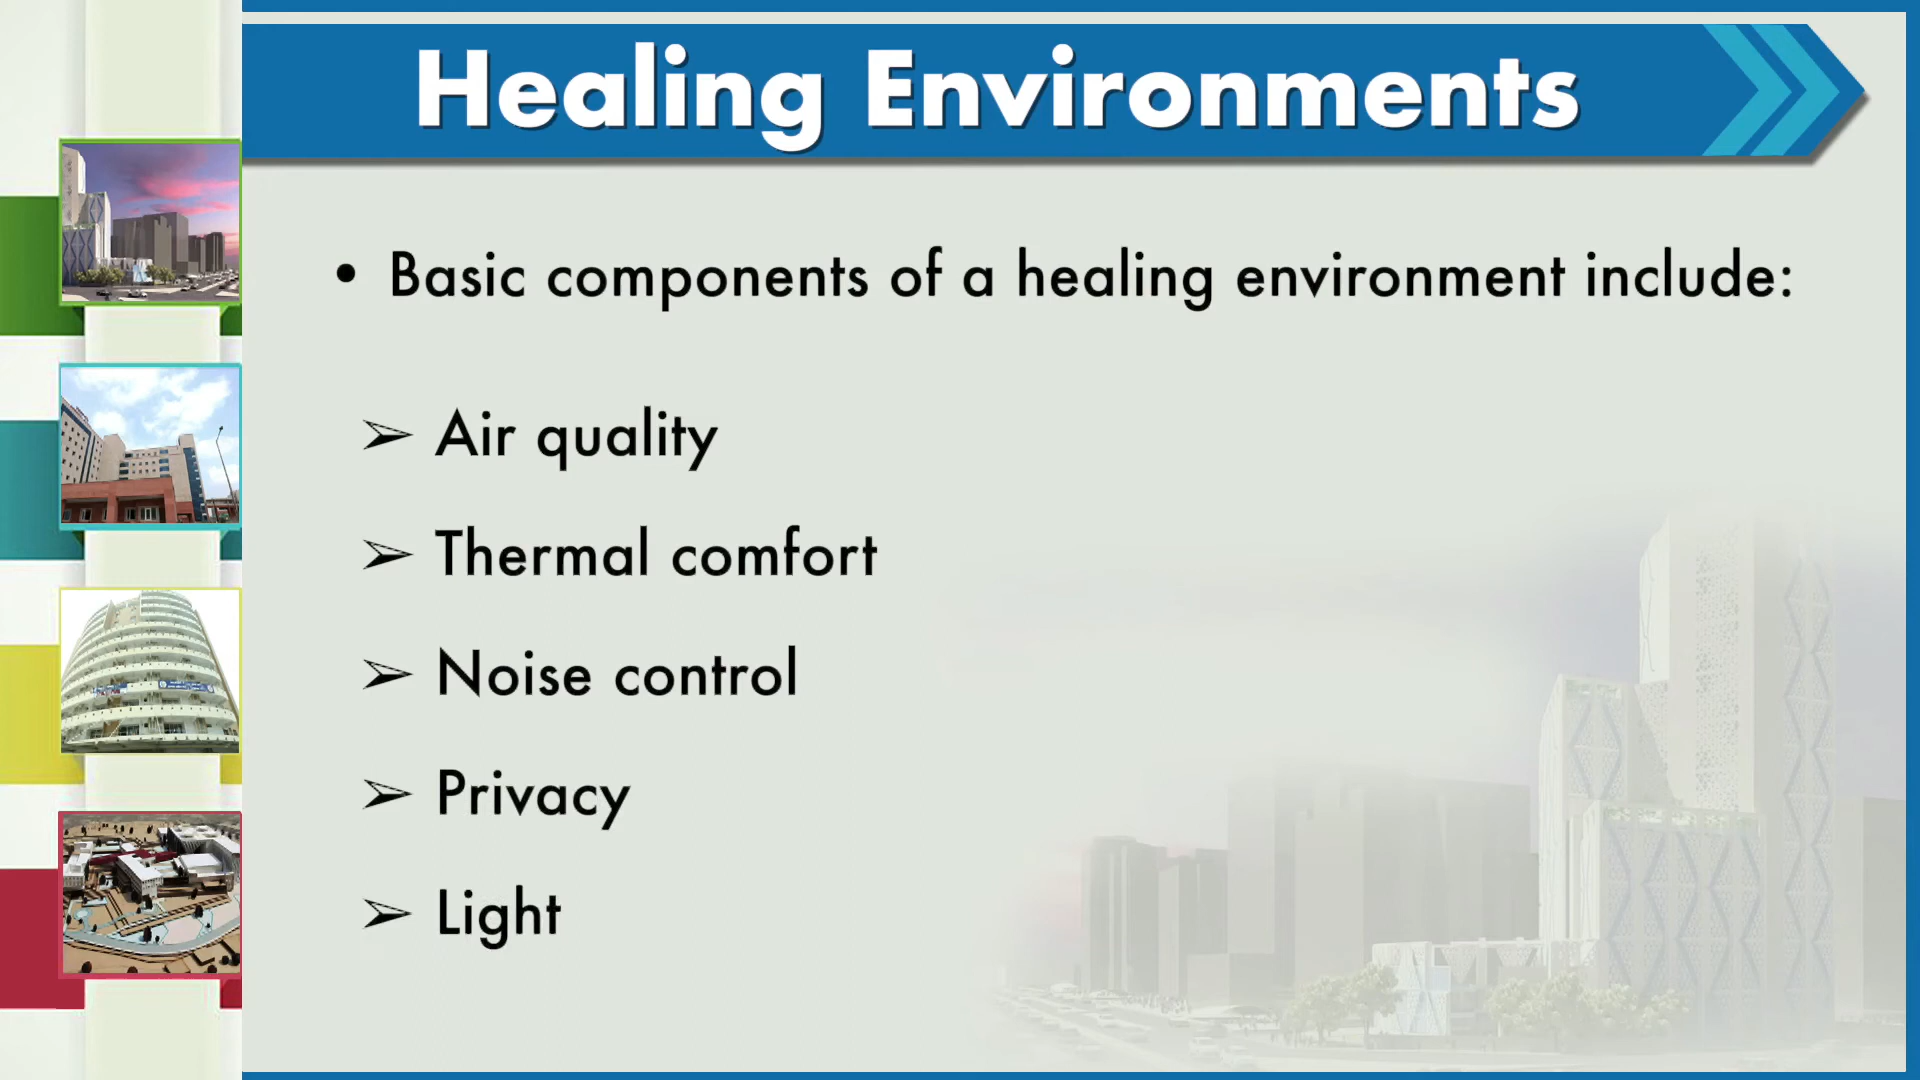 Healing Environments
• Basic components of a healing environment include:
➢ Air quality
➢ Thermal comfort
➢ Noise control
➢ Privacy
➢ Light